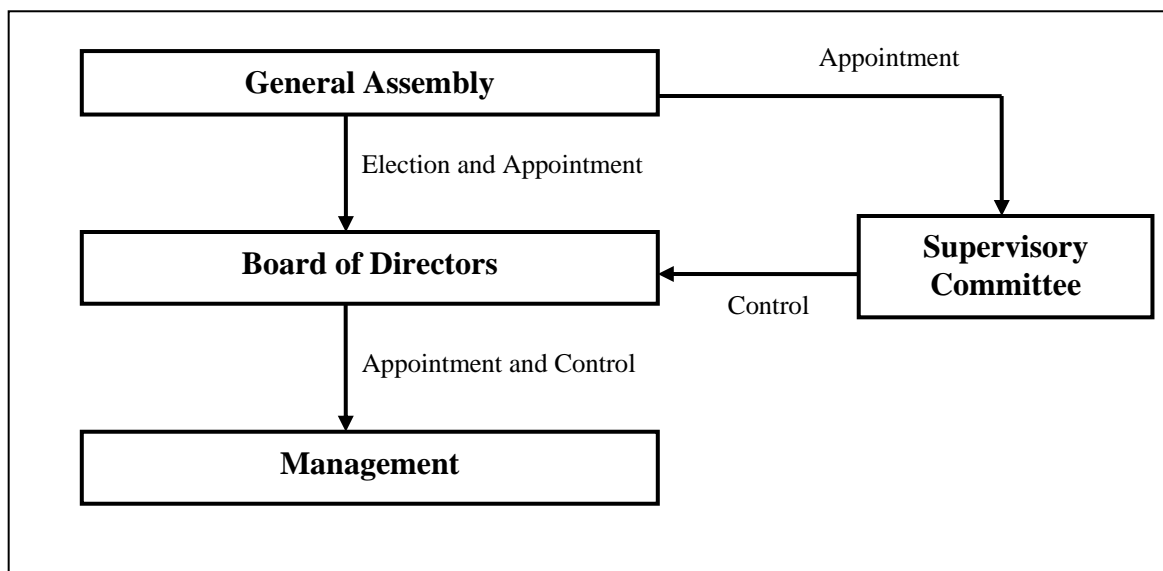 General Assembly
Appointment
Election and Appointment
Board of Directors
Supervisory
Committee
Control
Appointment and Control
Management